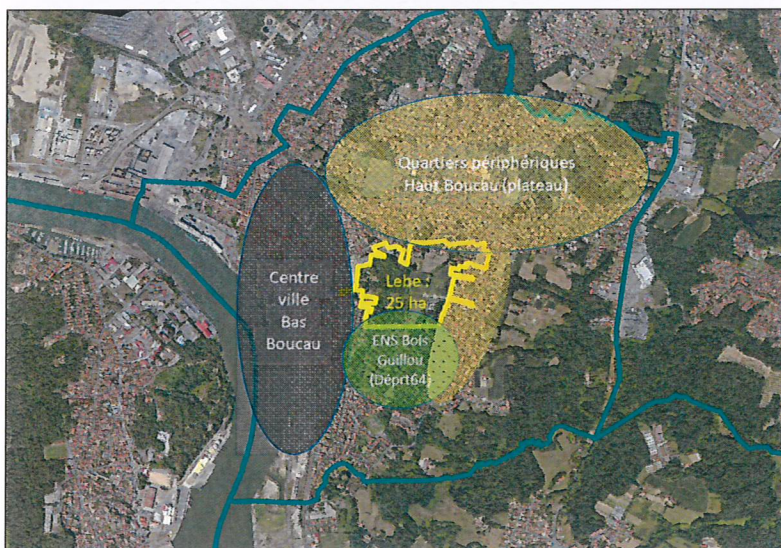 Quartiers périphériques
Haut Boucau (plateau)
Centre
ville
Bas
Boucau
Lebe :
25 ha
ENS Bois
Guillou
(Déprt64)